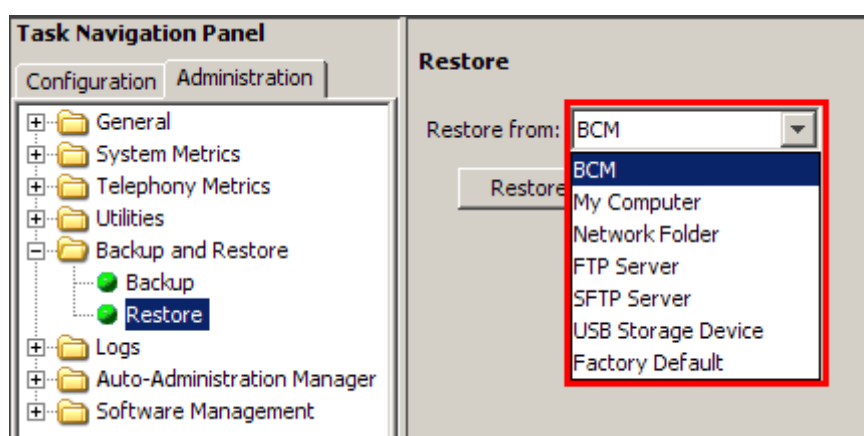 Task Navigation Panel
Configuration
Administration
General
System Metrics
Telephony Metrics
Utilities
Backup and Restore
Backup
Restore
Logs
Auto-Administration Manager
Software Management
Restore
Restore from: BCM
Restore
BCM
My Computer
Network Folder
FTP Server
SFTP Server
USB Storage Device
Factory Default